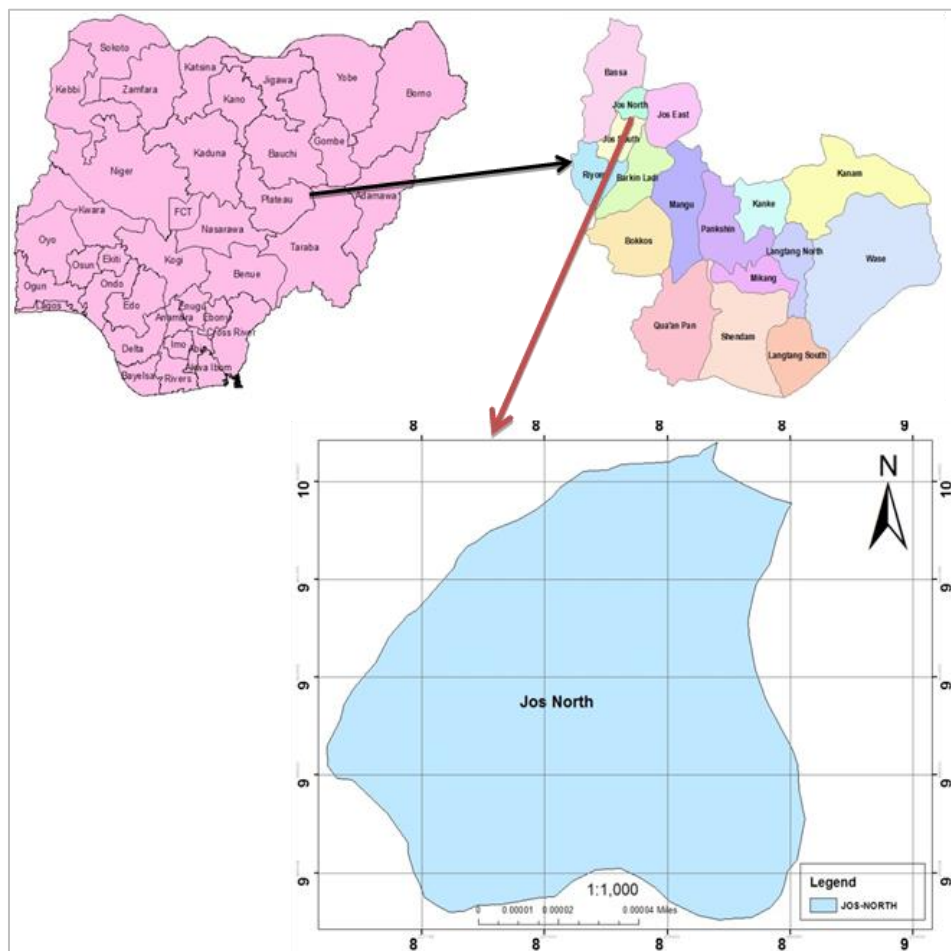 Sokoto
Katsina
Jigawa
Yobe
Borno
Kebbi
Zamfara
Kano
Gombe
Kaduna
Bauchi
Niger
Adamawa
Plateau
Kwara
FCT
Nasarawa
Taraba
Oyo
Kogi
Ekiti
Osun
Benue
Ogun
Ondo
Lagos
Edo
Enugu
Anambra
Ebony
Cross River
Delta
Imo
Abia
Akwa Ibom
Bayelsa
Rivers
Bassa
Jos North
Jos East
Jos South
Riyom
Barkin Ladi
Kanam
Mangu
Kanke
Pankshin
Bokkos
Langtang North
Wase
Mikang
Qua'an Pan
Shendam
Langtang South
8 8 8 8 9
N
10 10
9 9
9 9
Jos North
9 9
9 9
1:1,000
0 0.00001 0.00002 0.00004 Miles
Legend
JOS-NORTH
8 8 8 8 9